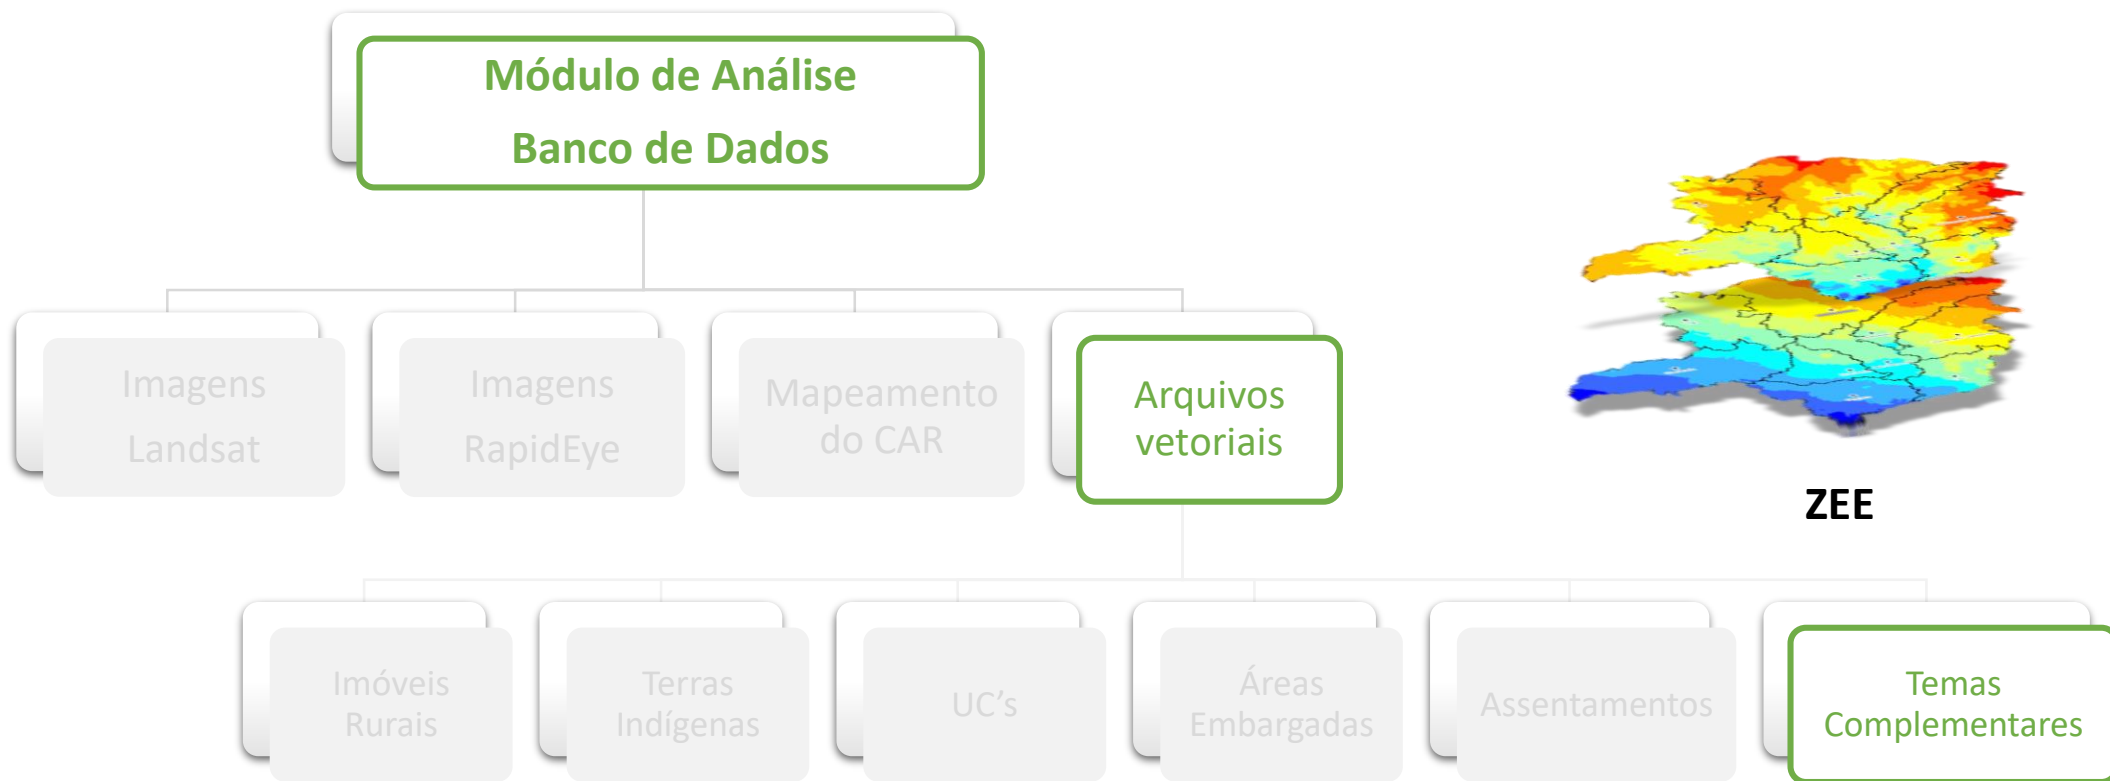 Módulo de Análise
Banco de Dados
Imagens
Landsat
Imagens
RapidEye
Mapeamento
do CAR
Arquivos
vetoriais
ZEE
Imóveis
Rurais
Terras
Indígenas
UC’s
Áreas
Embargadas
Assentamentos
Temas
Complementares